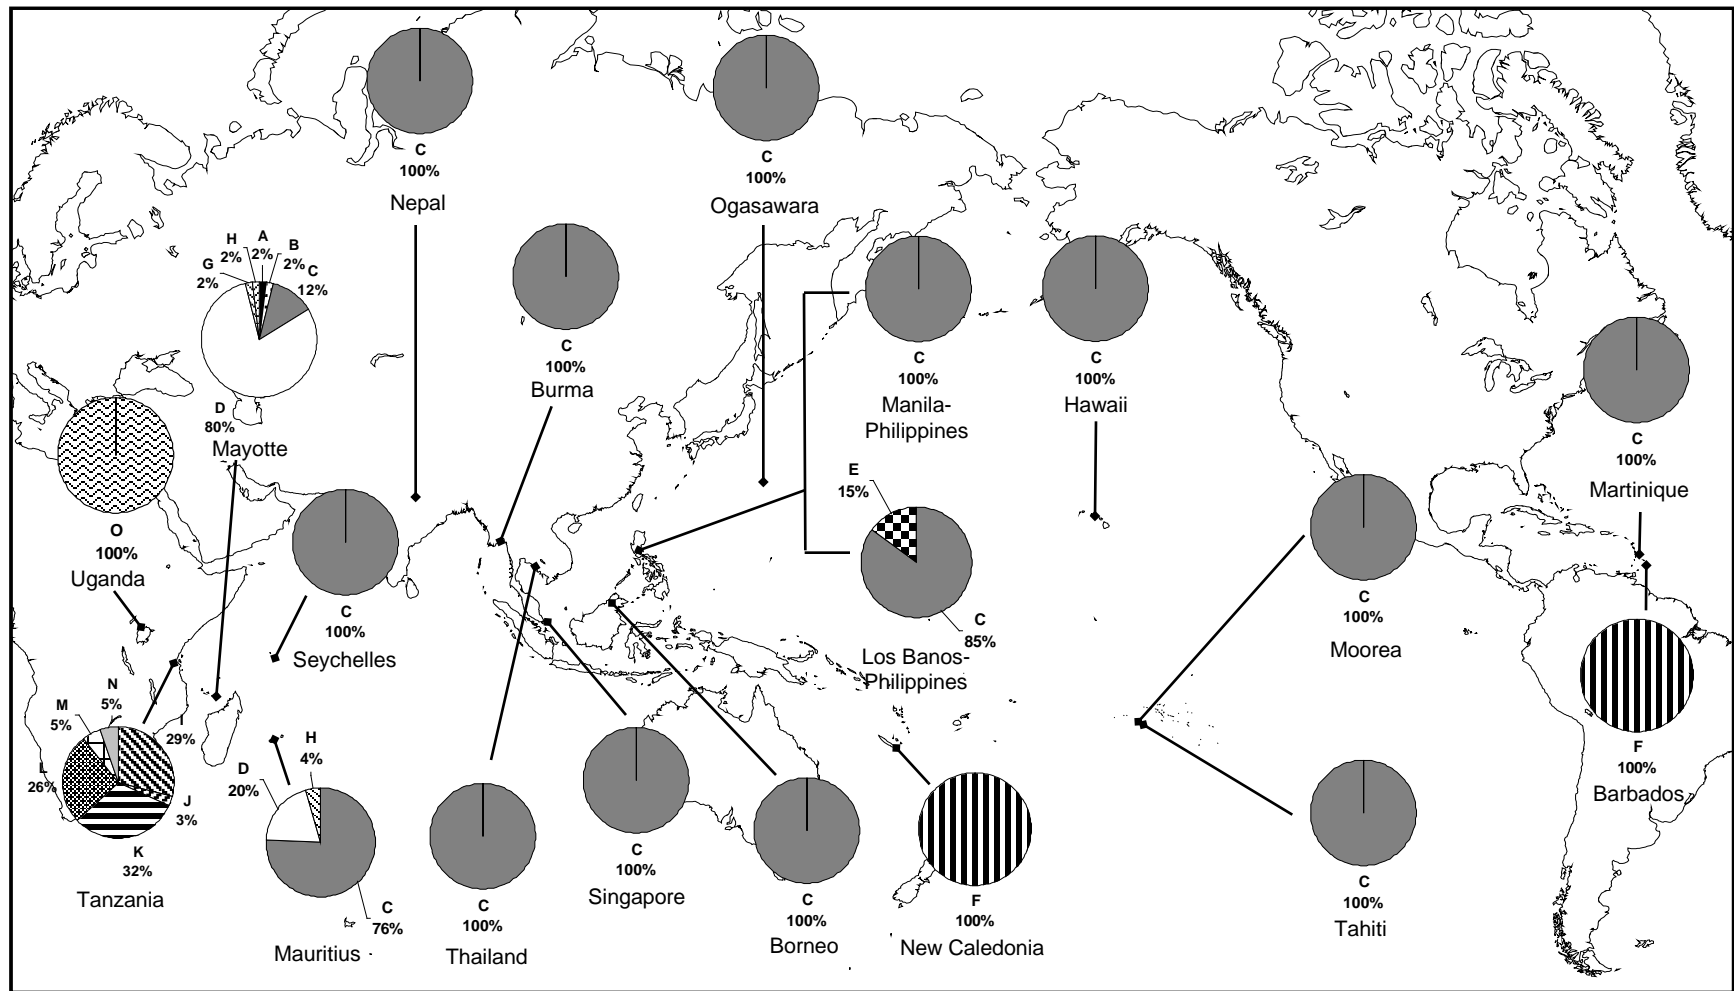 C
100%
Nepal
C
100%
Ogasawara
H
2%
A
2%
B
2%
G
2%
C
12%
D
80%
Mayotte
C
100%
Burma
C
100%
Manila-
Philippines
C
100%
Hawaii
C
100%
Martinique
O
100%
Uganda
C
100%
Seychelles
E
15%
C
85%
Los Banos-
Philippines
C
100%
Moorea
F
100%
Barbados
N
5%
M
5%
I
29%
L
26%
J
3%
K
32%
Tanzania
H
4%
D
20%
C
76%
Mauritius
C
100%
Thailand
C
100%
Singapore
C
100%
Borneo
F
100%
New Caledonia
C
100%
Tahiti